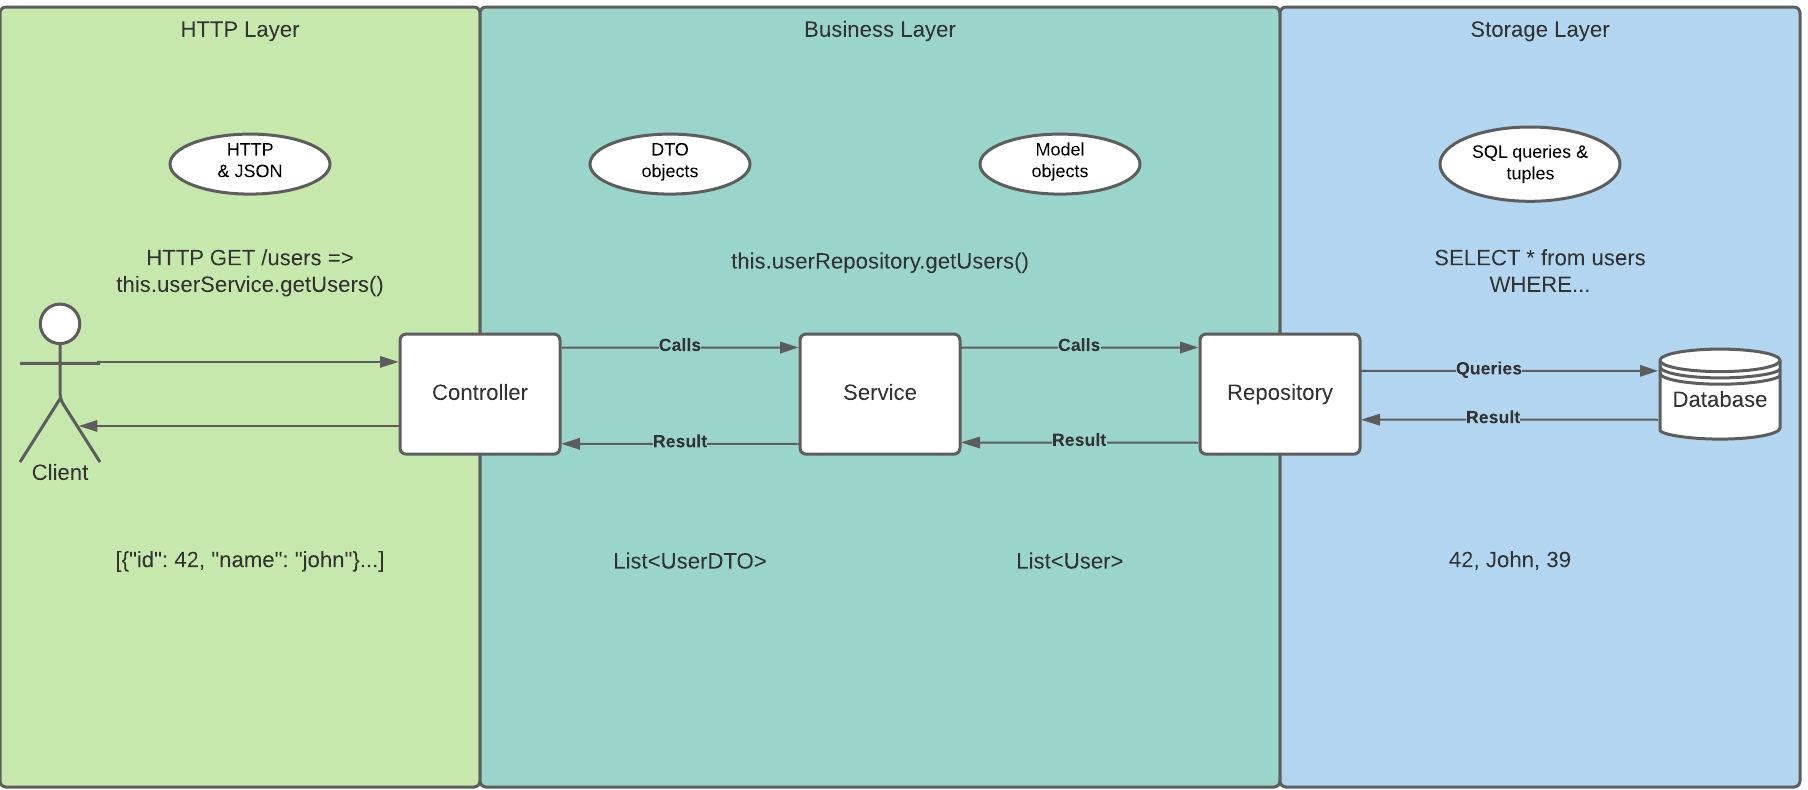 HTTP Layer
Business Layer
Storage Layer
HTTP
& JSON
DTO
objects
Model
objects
SQL queries &
tuples
HTTP GET /users =>
this.userService.getUsers()
this.userRepository.getUsers()
SELECT * from users
WHERE...
Calls
Calls
Queries
Controller
Service
Repository
Database
Result
Result
Result
Client
[{"id": 42, "name": "john"}...]
List<UserDTO>
List<User>
42, John, 39